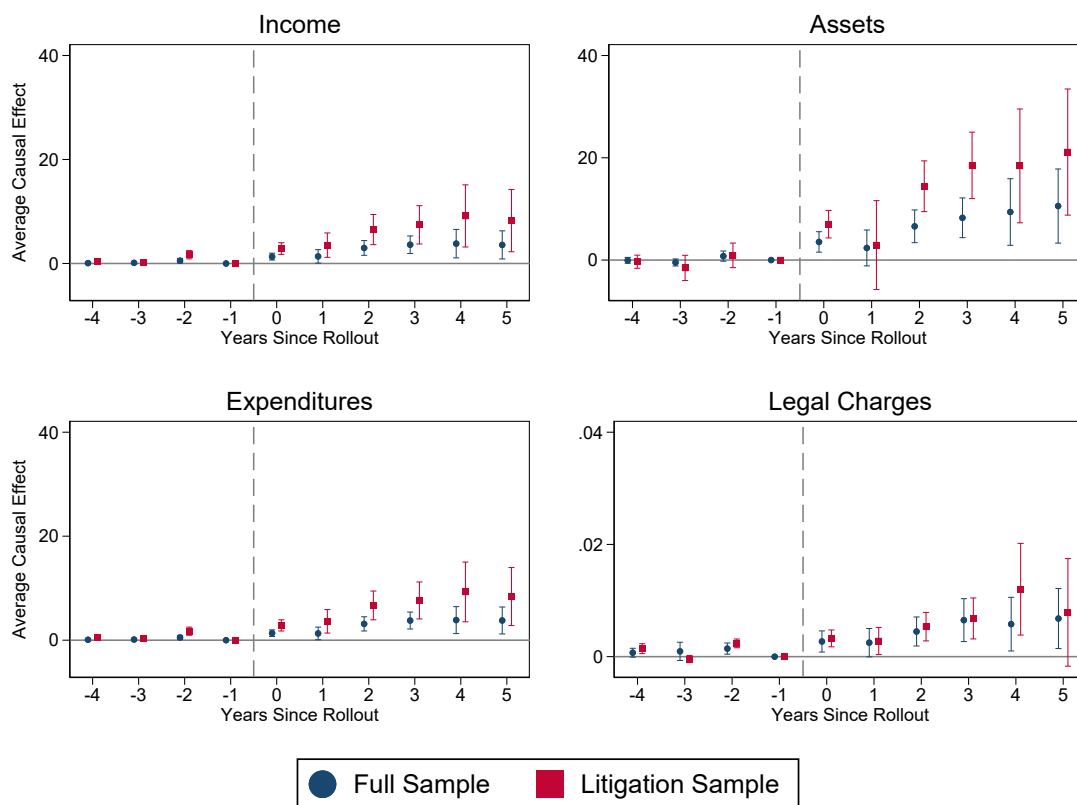 Income
Average Causal Effect
40
20
0
-4 -3 -2 -1 0 1 2 3 4 5
Years Since Rollout
Assets
40
20
0
-4 -3 -2 -1 0 1 2 3 4 5
Years Since Rollout
Expenditures
Average Causal Effect
40
20
0
-4 -3 -2 -1 0 1 2 3 4 5
Years Since Rollout
Legal Charges
.04
.02
0
-4 -3 -2 -1 0 1 2 3 4 5
Years Since Rollout
Full Sample Litigation Sample